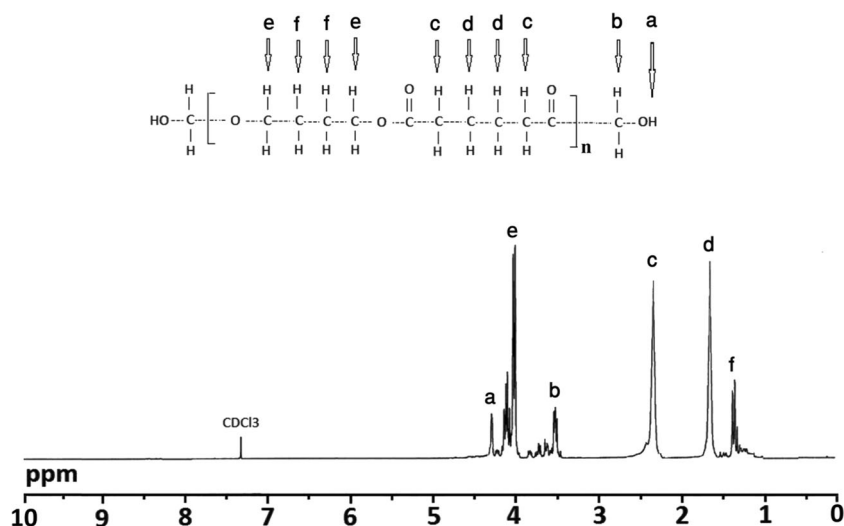 e f f e c d d c b a
H H H H H O H H H H O H
HO C O C C C C O C C C C C C C OH
H H H H H H H H H H n
e
c d
a b f
CDCl3
ppm
10 9 8 7 6 5 4 3 2 1 0